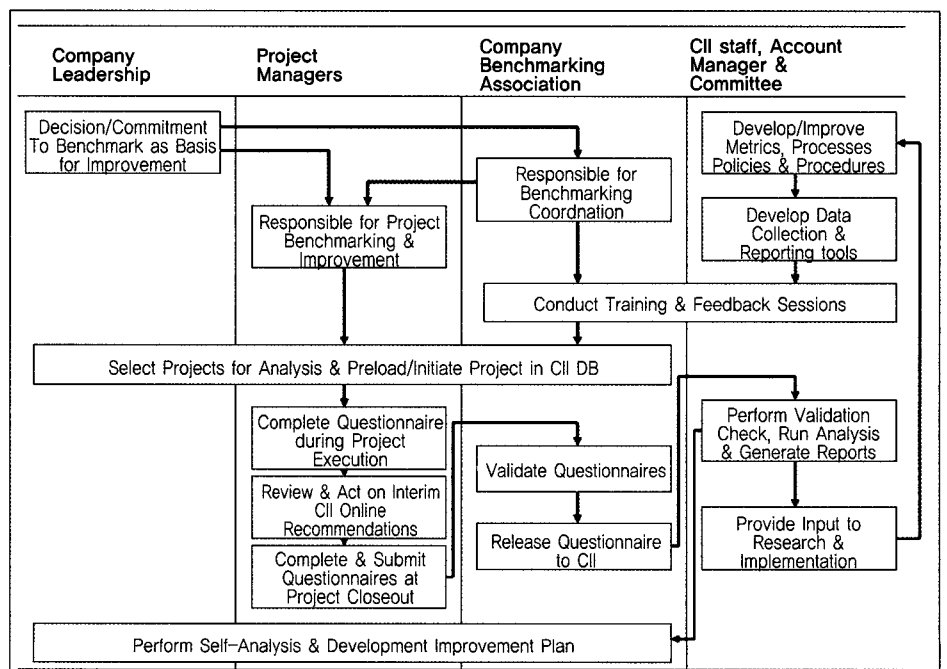 Company
Leadership
Project
Managers
Company
Benchmarking
Association
CII staff, Account
Manager &
Committee
Decision/Commitment
To Benchmark as Basis
for Improvement
Develop/Improve
Metrics, Processes
Policies & Procedures
Responsible for
Benchmarking
Coordnation
Responsible for Project
Benchmarking &
Improvement
Develop Data
Collection &
Reporting tools
Conduct Training & Feedback Sessions
Select Projects for Analysis & Preload/Initiate Project in CII DB
Complete Questionnaire
during Project
Execution
Perform Validation
Check, Run Analysis
& Generate Reports
Validate Questionnaires
Review & Act on Interim
CII Online
Recommendations
Release Questionnaire
to CII
Provide Input to
Research &
Implementation
Complete & Submit
Questionnaires at
Project Closeout
Perform Self-Analysis & Development Improvement Plan